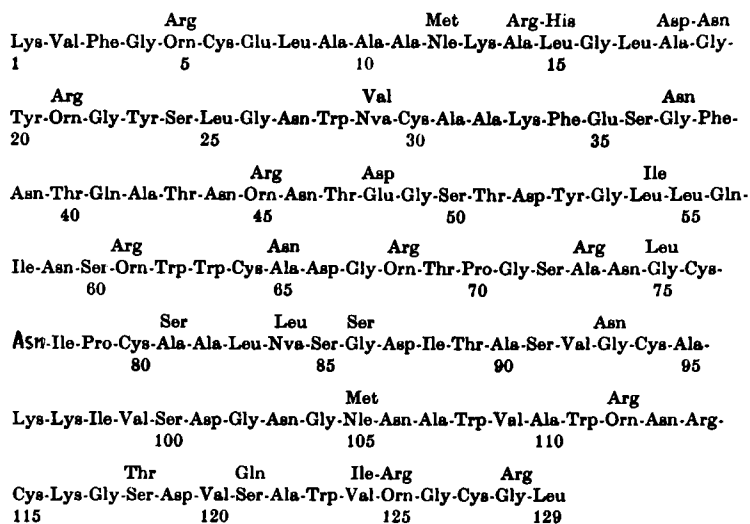 Arg Met Arg-His Asp-Asn
Lys-Val-Phe-Gly-Orn-Cys-Glu-Leu-Ala-Ala-Ala-Nle-Lys-Ala-Leu-Gly-Leu-Ala-Gly-
1 5 10 15
Arg Val Asn
Tyr-Orn-Gly-Tyr-Ser-Leu-Gly-Asn-Trp-Nva-Cys-Ala-Ala-Lys-Phe-Glu-Ser-Gly-Phe-
20 25 30 35
Arg Asp Ile
Asn-Thr-Gln-Ala-Thr-Asn-Orn-Asn-Thr-Glu-Gly-Ser-Thr-Asp-Tyr-Gly-Leu-Leu-Gln-
40 45 50 55
Arg Asn Arg Arg Leu
Ile-Asn-Ser-Orn-Trp-Trp-Cys-Ala-Asp-Gly-Orn-Thr-Pro-Gly-Ser-Ala-Asn-Gly-Cys-
60 65 70 75
Ser Leu Ser Asn
Asn-Ile-Pro-Cys-Ala-Ala-Leu-Nva-Ser-Gly-Asp-Ile-Thr-Ala-Ser-Val-Gly-Cys-Ala-
80 85 90 95
Met Arg
Lys-Lys-Ile-Val-Ser-Asp-Gly-Asn-Gly-Nle-Asn-Ala-Trp-Val-Ala-Trp-Orn-Asn-Arg-
100 105 110
Thr Gln Ile-Arg Arg
Cys-Lys-Gly-Ser-Asp-Val-Ser-Ala-Trp-Val-Orn-Gly-Cys-Gly-Leu
115 120 125 129